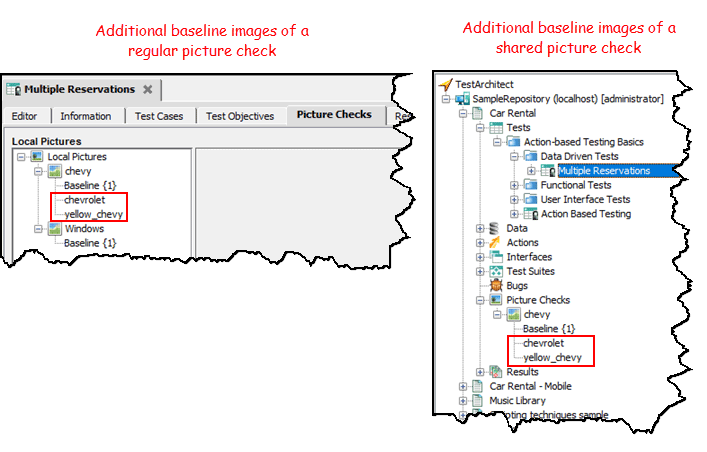 Additional baseline images of a
regular picture check
Additional baseline images of a
shared picture check
Multiple Reservations
Editor
Information
Test Cases
Test Objectives
Picture Checks
Local Pictures
Local Pictures
chevy
Baseline {1}
chevrolet
yellow_chevy
Windows
Baseline {1}
TestArchitect
SampleRepository (localhost) [administrator]
Car Rental
Tests
Action-based Testing Basics
Data Driven Tests
Multiple Reservations
Functional Tests
User Interface Tests
Action Based Testing
Data
Actions
Interfaces
Test Suites
Bugs
Picture Checks
chevy
Baseline {1}
chevrolet
yellow_chevy
Results
Car Rental - Mobile
Music Library
techniques sample